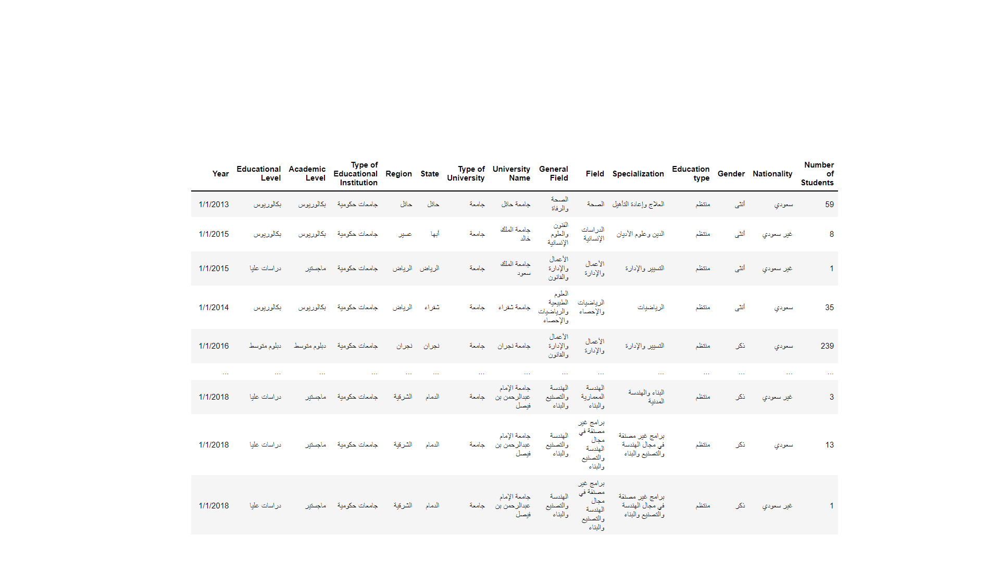 Year Educational Level Academic Level Type of Educational Institution Region State Type of University University Name General Field Field Specialization Education type Gender Nationality Number of Students
1/1/2013 بكالوريوس بكالوريوس جامعات حكومية حائل حائل جامعة جامعة حائل الصحة والرفاة الصحة العلاج وإعادة التأهيل منتظم أنثى سعودي 59
1/1/2015 بكالوريوس بكالوريوس جامعات حكومية عسير أبها جامعة جامعة الملك خالد الفنون والعلوم الإنسانية الدراسات الإنسانية الدين وعلوم الأديان منتظم أنثى غير سعودي 8
1/1/2015 دراسات عليا ماجستير جامعات حكومية الرياض الرياض جامعة جامعة الملك سعود الأعمال والإدارة والقانون الأعمال والإدارة التسيير والإدارة منتظم أنثى غير سعودي 1
1/1/2014 بكالوريوس بكالوريوس جامعات حكومية الرياض شقراء جامعة جامعة شقراء العلوم الطبيعية والرياضيات والإحصاء الرياضيات والإحصاء الرياضيات منتظم أنثى سعودي 35
1/1/2016 دبلوم متوسط دبلوم متوسط جامعات حكومية نجران نجران جامعة جامعة نجران الأعمال والإدارة والقانون الأعمال والإدارة التسيير والإدارة منتظم ذكر سعودي 239
... ... ... ... ... ... ... ... ... ... ... ... ... ... ...
1/1/2018 دراسات عليا ماجستير جامعات حكومية الشرقية الدمام جامعة جامعة الإمام عبدالرحمن بن فيصل الهندسة والتصنيع والبناء الهندسة المعمارية والبناء البناء والهندسة المدنية منتظم ذكر غير سعودي 3
1/1/2018 دراسات عليا ماجستير جامعات حكومية الشرقية الدمام جامعة جامعة الإمام عبدالرحمن بن فيصل الهندسة والتصنيع والبناء برامج غير مصنفة في مجال الهندسة والتصنيع والبناء برامج غير مصنفة في مجال الهندسة والتصنيع والبناء منتظم ذكر سعودي 13
1/1/2018 دراسات عليا ماجستير جامعات حكومية الشرقية الدمام جامعة جامعة الإمام عبدالرحمن بن فيصل الهندسة والتصنيع والبناء برامج غير مصنفة في مجال الهندسة والتصنيع والبناء برامج غير مصنفة في مجال الهندسة والتصنيع والبناء منتظم ذكر غير سعودي 1